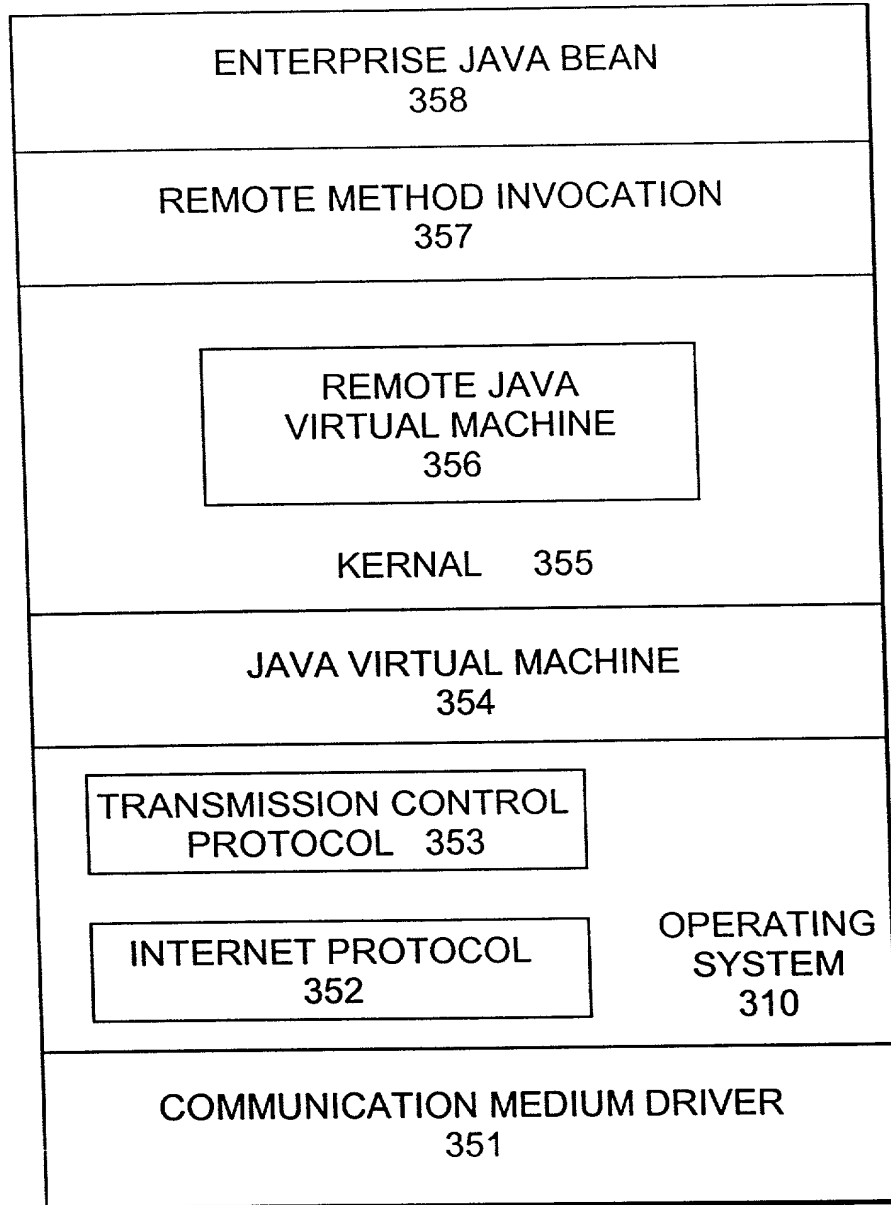 ENTERPRISE JAVA BEAN
358
REMOTE METHOD INVOCATION
357
REMOTE JAVA
VIRTUAL MACHINE
356
KERNAL 355
JAVA VIRTUAL MACHINE
354
TRANSMISSION CONTROL
PROTOCOL 353
INTERNET PROTOCOL
352
OPERATING
SYSTEM
310
COMMUNICATION MEDIUM DRIVER
351